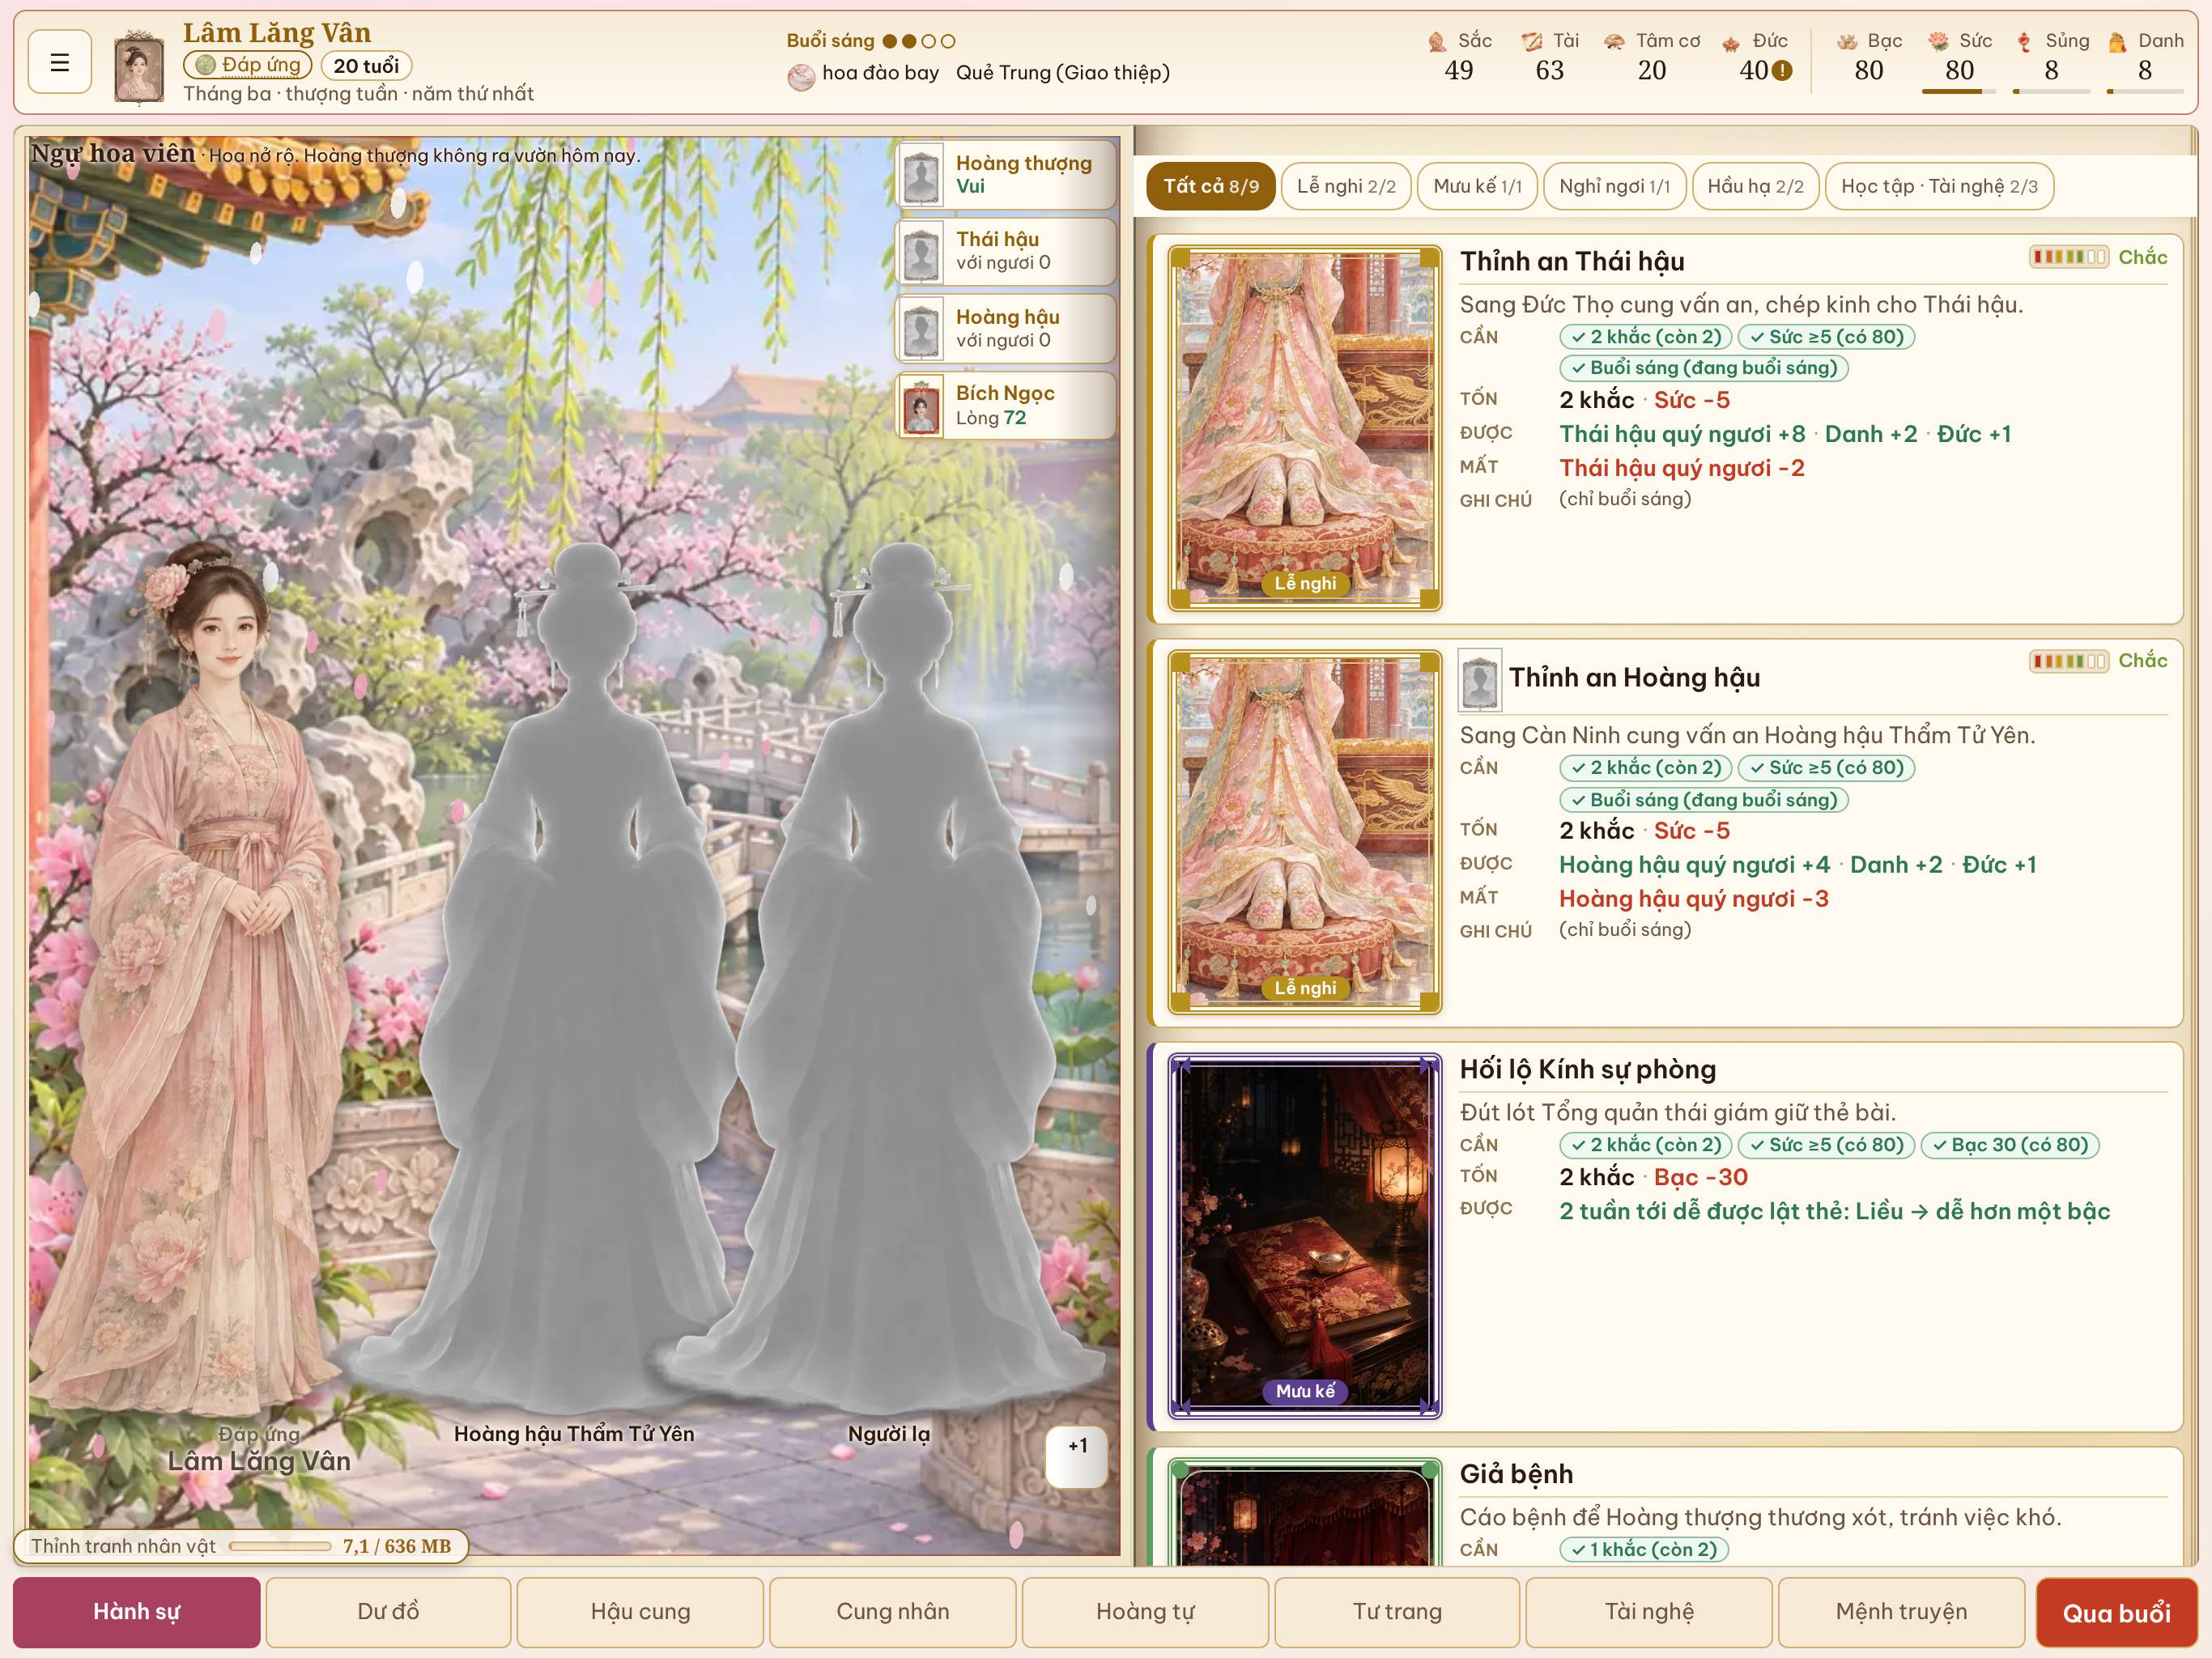 ☰
Lâm Lăng Vân
Đáp ứng 20 tuổi
Tháng ba · thượng tuần · năm thứ nhất
Buổi sáng
hoa đào bay Quẻ Trung (Giao thiệp)
Sắc Tài Tâm cơ Đức Bạc Sức Sủng Danh
49 63 20 40 ! 80 80 8 8
Ngự hoa viên · Hoa nở rộ. Hoàng thượng không ra vườn hôm nay.
Hoàng thượng
Vui
Thái hậu
với ngươi 0
Hoàng hậu
với ngươi 0
Bích Ngọc
Lòng 72
Đáp ứng
Lâm Lăng Vân
Hoàng hậu Thẩm Tử Yên
Người lạ
+1
Thỉnh tranh nhân vật 7,1 / 636 MB
Tất cả 8/9 Lễ nghi 2/2 Mưu kế 1/1 Nghỉ ngơi 1/1 Hầu hạ 2/2 Học tập · Tài nghệ 2/3
Lễ nghi
Thỉnh an Thái hậu Chắc
Sang Đức Thọ cung vấn an, chép kinh cho Thái hậu.
CẦN ✓ 2 khắc (còn 2) ✓ Sức ≥5 (có 80)
✓ Buổi sáng (đang buổi sáng)
TỐN 2 khắc · Sức -5
ĐƯỢC Thái hậu quý ngươi +8 · Danh +2 · Đức +1
MẤT Thái hậu quý ngươi -2
GHI CHÚ (chỉ buổi sáng)
Lễ nghi
Thỉnh an Hoàng hậu Chắc
Sang Càn Ninh cung vấn an Hoàng hậu Thẩm Tử Yên.
CẦN ✓ 2 khắc (còn 2) ✓ Sức ≥5 (có 80)
✓ Buổi sáng (đang buổi sáng)
TỐN 2 khắc · Sức -5
ĐƯỢC Hoàng hậu quý ngươi +4 · Danh +2 · Đức +1
MẤT Hoàng hậu quý ngươi -3
GHI CHÚ (chỉ buổi sáng)
Mưu kế
Hối lộ Kính sự phòng
Đút lót Tổng quản thái giám giữ thẻ bài.
CẦN ✓ 2 khắc (còn 2) ✓ Sức ≥5 (có 80) ✓ Bạc 30 (có 80)
TỐN 2 khắc · Bạc -30
ĐƯỢC 2 tuần tới dễ được lật thẻ: Liều → dễ hơn một bậc
Giả bệnh
Cáo bệnh để Hoàng thượng thương xót, tránh việc khó.
CẦN ✓ 1 khắc (còn 2)
Hành sự Dư đồ Hậu cung Cung nhân Hoàng tự Tư trang Tài nghệ Mệnh truyện Qua buổi